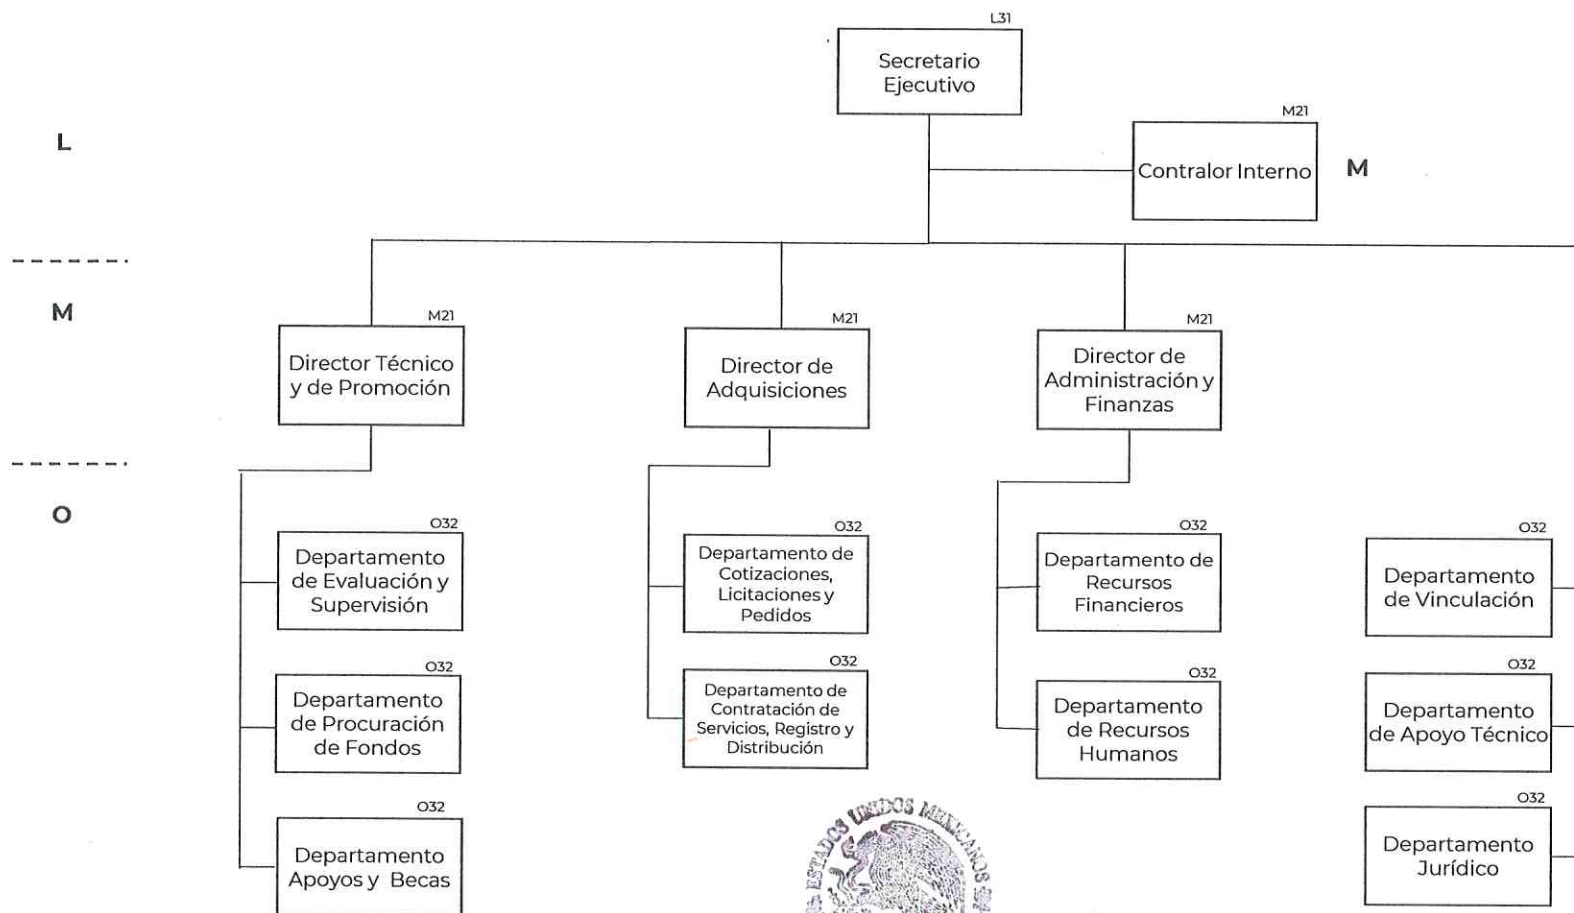 L31
Secretario
Ejecutivo
M21
Contralor Interno
M
L
M
M21
Director Técnico
y de Promoción
M21
Director de
Adquisiciones
M21
Director de
Administración y
Finanzas
O
O32
Departamento
de Evaluación y
Supervisión
O32
Departamento de
Cotizaciones,
Licitaciones y
Pedidos
O32
Departamento de
Recursos
Financieros
O32
Departamento
de Vinculación
O32
Departamento
de Procuración
de Fondos
O32
Departamento de
Contratación de
Servicios, Registro y
Distribución
O32
Departamento
de Recursos
Humanos
O32
Departamento
de Apoyo Técnico
O32
Departamento
Apoyos y Becas
O32
Departamento
Jurídico
ESTADOS UNIDOS MEXICANOS